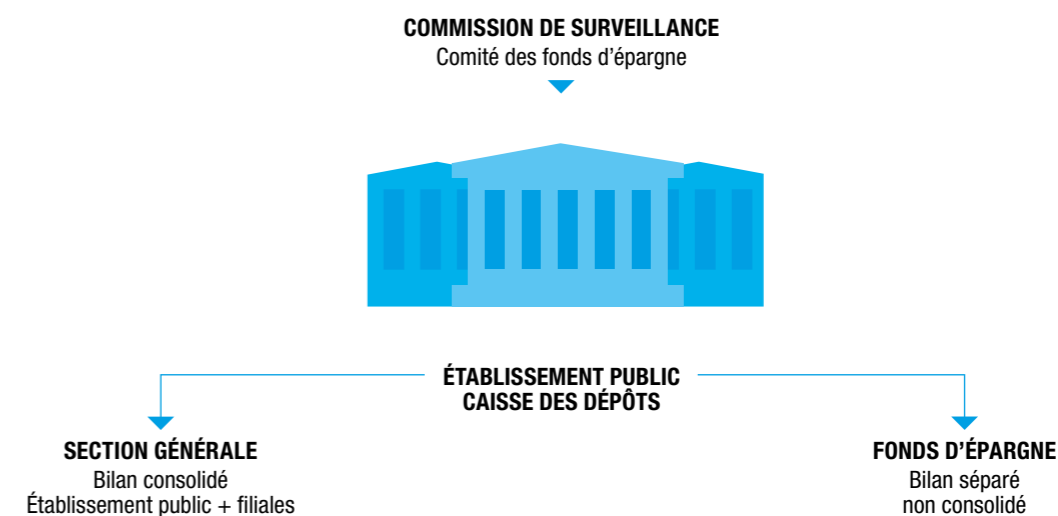 COMMISSION DE SURVEILLANCE
Comité des fonds d'épargne
ÉTABLISSEMENT PUBLIC
CAISSE DES DÉPÔTS
SECTION GÉNÉRALE
Bilan consolidé
Établissement public + filiales
FONDS D'ÉPARGNE
Bilan séparé
non consolidé